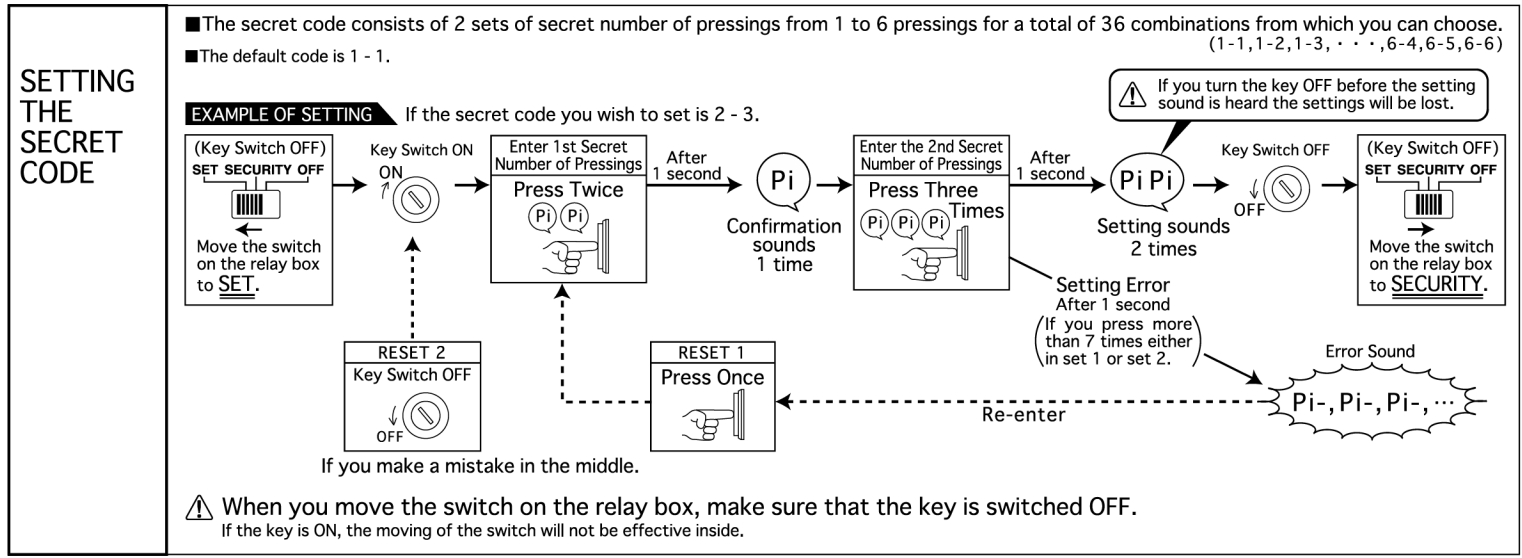 SETTING
THE
SECRET
CODE
■The secret code consists of 2 sets of secret number of pressings from 1 to 6 pressings for a total of 36 combinations from which you can choose.
(1-1,1-2,1-3,・・・,6-4,6-5,6-6)
■The default code is 1 - 1.
If you turn the key OFF before the setting
sound is heard the settings will be lost.
EXAMPLE OF SETTING
If the secret code you wish to set is 2 - 3.
(Key Switch OFF)
SET SECURITY OFF
Move the switch
on the relay box
to SET.
Key Switch ON
ON
Enter 1st Secret
Number of Pressings
Press Twice
Pi Pi
After
1 second
Pi
Confirmation
sounds
1 time
Enter the 2nd Secret
Number of Pressings
Press Three
Times
Pi Pi Pi
After
1 second
Pi Pi
Setting sounds
2 times
Key Switch OFF
OFF
(Key Switch OFF)
SET SECURITY OFF
Move the switch
on the relay box
to SECURITY.
Setting Error
After 1 second
(If you press more
than 7 times either
in set 1 or set 2.)
Error Sound
Pi-, Pi-, Pi-, ···
Re-enter
RESET 1
Press Once
RESET 2
Key Switch OFF
OFF
If you make a mistake in the middle.
When you move the switch on the relay box, make sure that the key is switched OFF.
If the key is ON, the moving of the switch will not be effective inside.